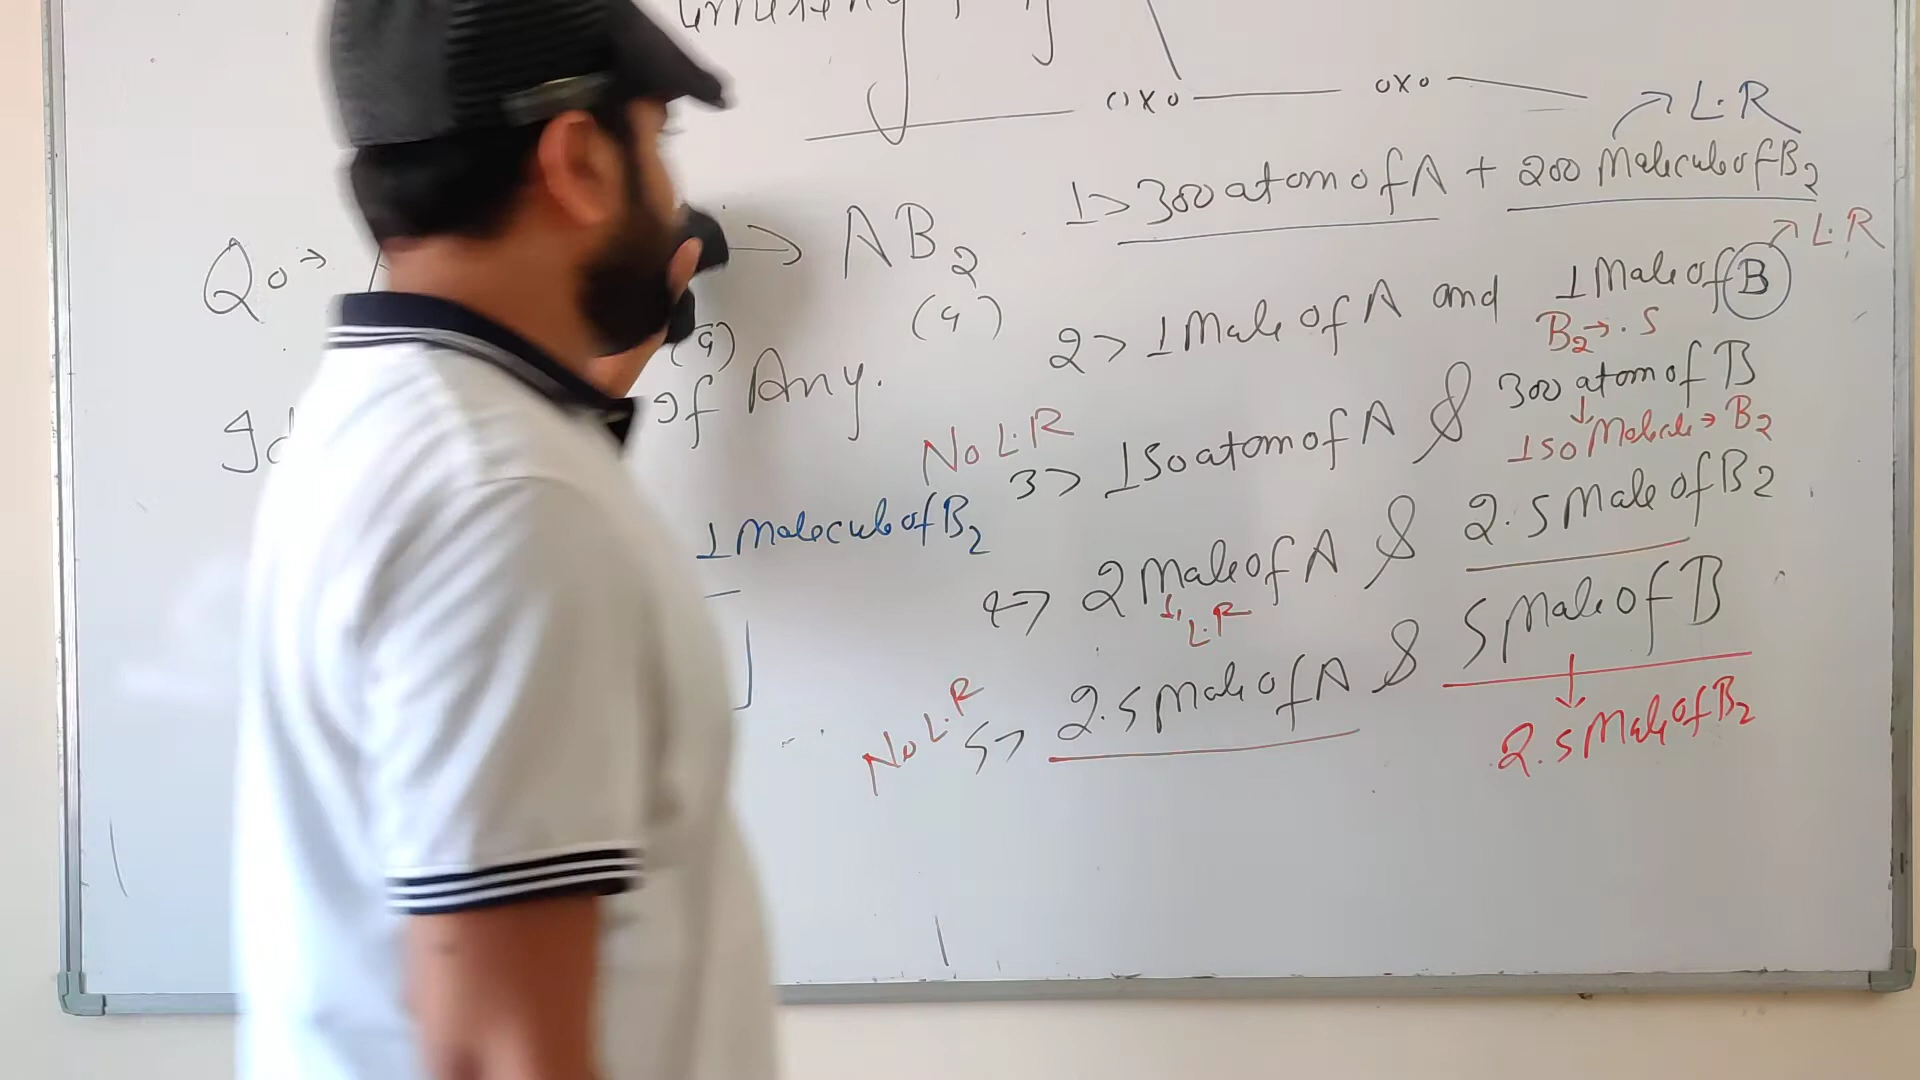 oxo oxo
L.R
1> 300 atom of A + 200 Molecule of B2
Qo→ → AB2
(g) (g)
L.R
2> 1 Mole of A and 1 Mole of B
B2→.5
of Any.
No L.R
3> 150 atom of A & 300 atom of B
↓
150 Molecule→B2
1 Molecule of B2
4> 2 Mole of A & 2.5 Mole of B2
L.R
No L.R
5> 2.5 Mole of A & 5 Mole of B
↓
2.5 Mole of B2